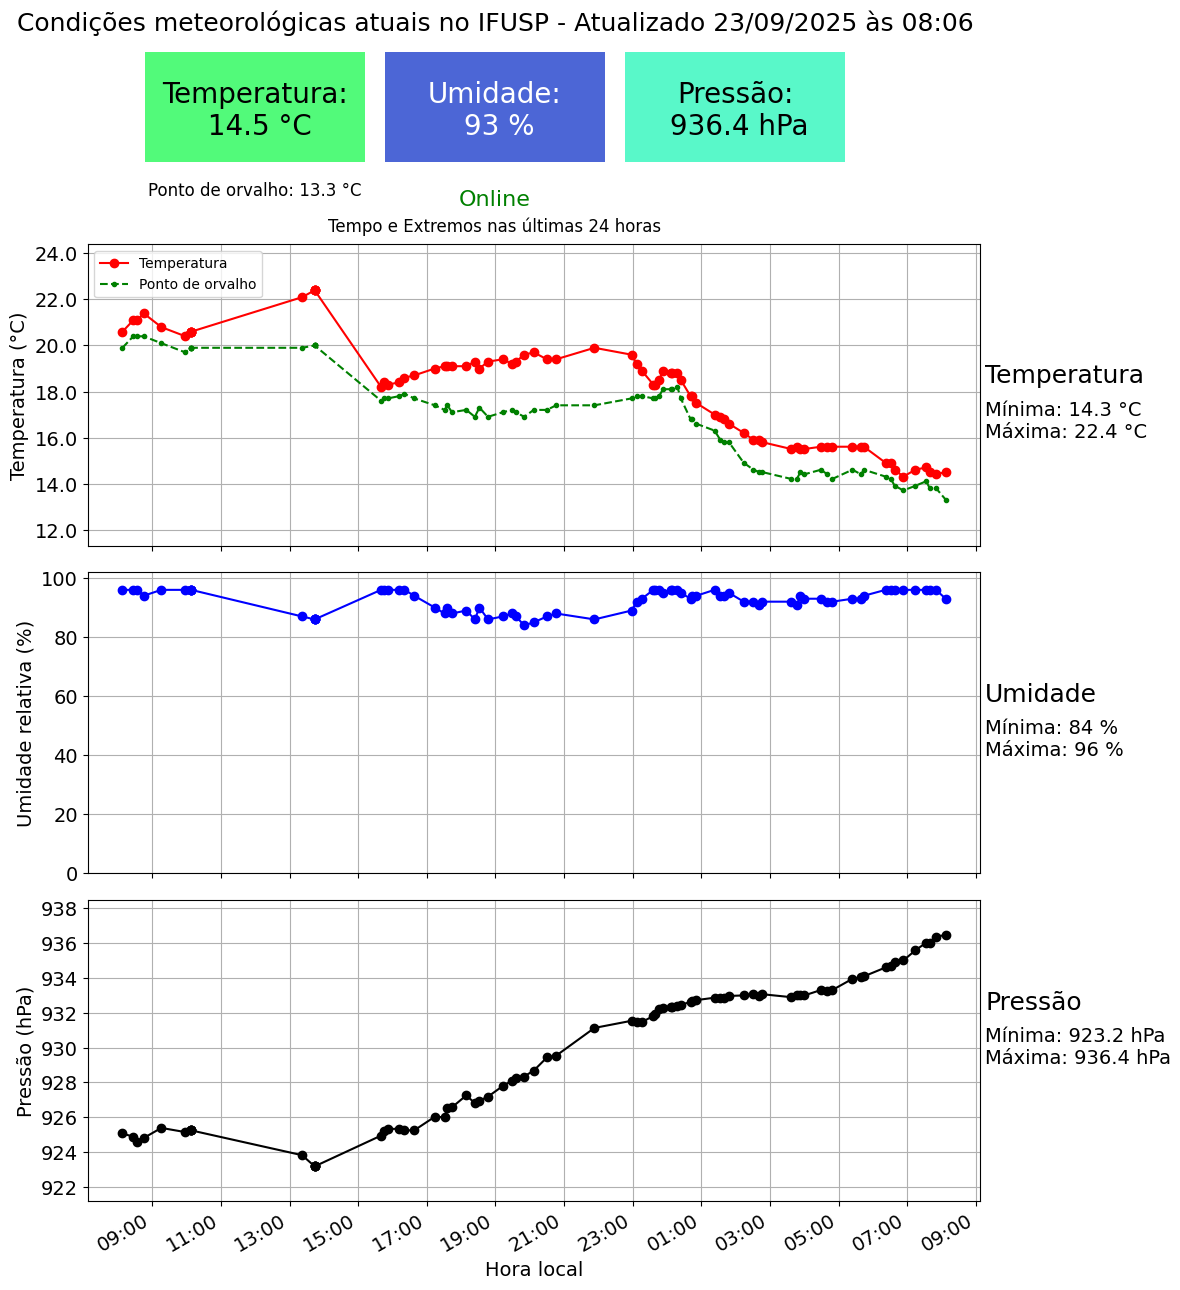 Condições meteorológicas atuais no IFUSP - Atualizado 23/09/2025 às 08:06
Temperatura:
14.5 °C
Umidade:
93 %
Pressão:
936.4 hPa
Ponto de orvalho: 13.3 °C
Online
Tempo e Extremos nas últimas 24 horas
Temperatura (°C)
24.0
22.0
20.0
18.0
16.0
14.0
12.0
Temperatura
Ponto de orvalho
Temperatura
Mínima: 14.3 °C
Máxima: 22.4 °C
Umidade relativa (%)
100
80
60
40
20
0
Umidade
Mínima: 84 %
Máxima: 96 %
Pressão (hPa)
938
936
934
932
930
928
926
924
922
Pressão
Mínima: 923.2 hPa
Máxima: 936.4 hPa
09:00
11:00
13:00
15:00
17:00
19:00
21:00
23:00
01:00
03:00
05:00
07:00
09:00
Hora local